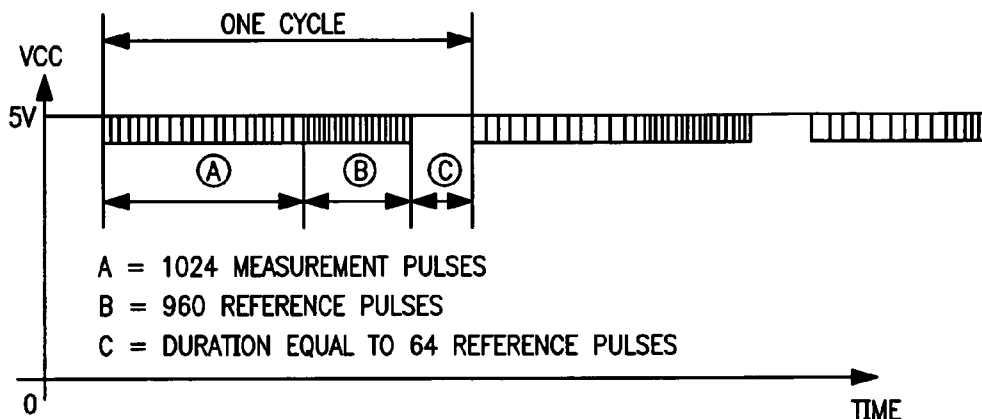 ONE CYCLE
VCC
5V
A
B
C
A = 1024 MEASUREMENT PULSES
B = 960 REFERENCE PULSES
C = DURATION EQUAL TO 64 REFERENCE PULSES
0
TIME